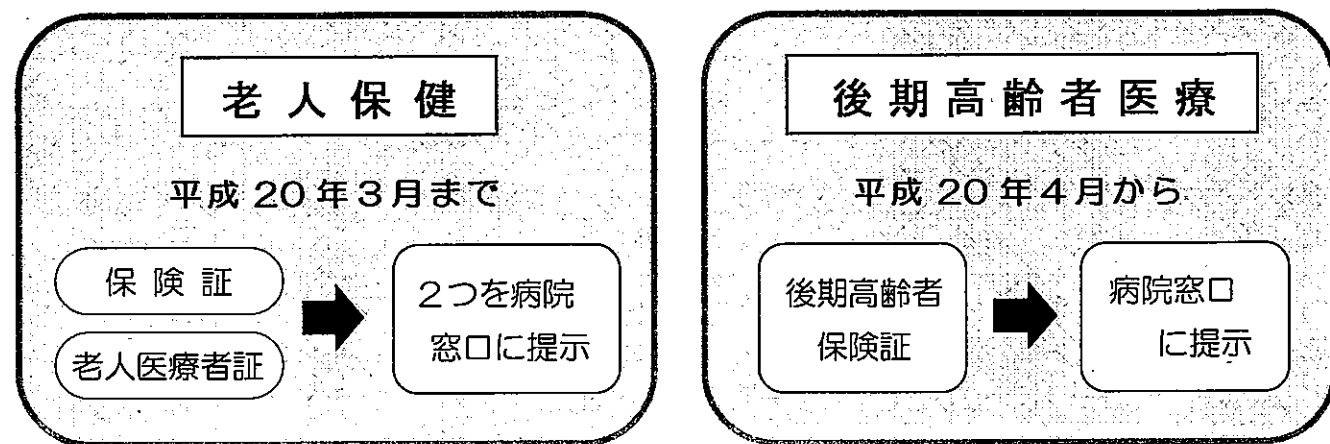 老人保健
平成20年3月まで
保険証
老人医療者証
2つを病院
窓口に提示
後期高齢者医療
平成20年4月から
後期高齢者
保険証
病院窓口
に提示